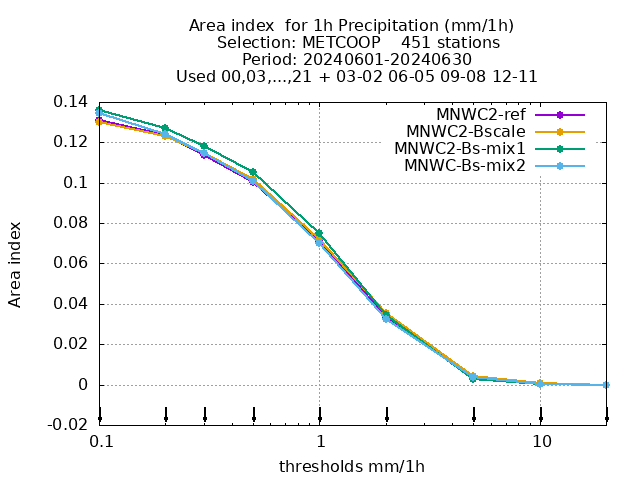 Area index  for 1h Precipitation (mm/1h)
Selection: METCOOP    451 stations
Period: 20240601-20240630
Used 00,03,...,21 + 03-02 06-05 09-08 12-11
MNWC2-ref
MNWC2-Bscale
MNWC2-Bs-mix1
MNWC-Bs-mix2
0.14
0.12
0.1
0.08
0.06
0.04
0.02
0
-0.02
Area index
0.1 1 10
thresholds mm/1h